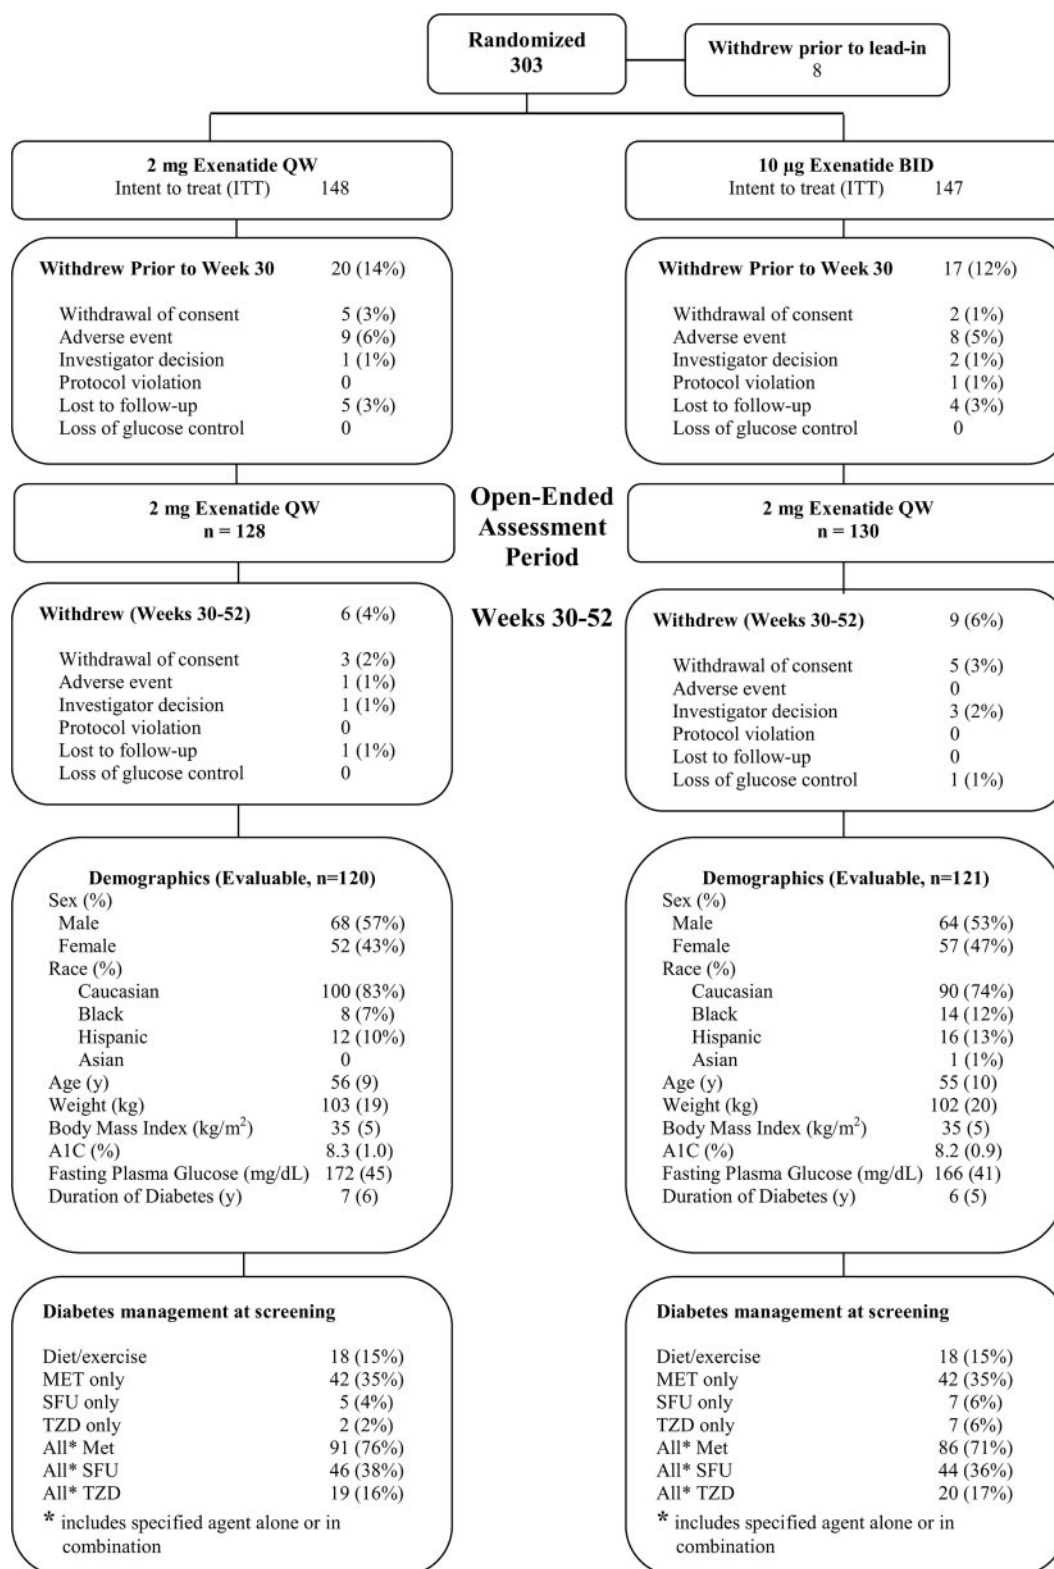 Randomized
303
Withdrew prior to lead-in
8
2 mg Exenatide QW
Intent to treat (ITT) 148
10 µg Exenatide BID
Intent to treat (ITT) 147
Withdrew Prior to Week 30 20 (14%)
Withdrawal of consent 5 (3%)
Adverse event 9 (6%)
Investigator decision 1 (1%)
Protocol violation 0
Lost to follow-up 5 (3%)
Loss of glucose control 0
Withdrew Prior to Week 30 17 (12%)
Withdrawal of consent 2 (1%)
Adverse event 8 (5%)
Investigator decision 2 (1%)
Protocol violation 1 (1%)
Lost to follow-up 4 (3%)
Loss of glucose control 0
2 mg Exenatide QW
n = 128
Open-Ended
Assessment
Period
Weeks 30-52
2 mg Exenatide QW
n = 130
Withdrew (Weeks 30-52) 6 (4%)
Withdrawal of consent 3 (2%)
Adverse event 1 (1%)
Investigator decision 1 (1%)
Protocol violation 0
Lost to follow-up 1 (1%)
Loss of glucose control 0
Withdrew (Weeks 30-52) 9 (6%)
Withdrawal of consent 5 (3%)
Adverse event 0
Investigator decision 3 (2%)
Protocol violation 0
Lost to follow-up 0
Loss of glucose control 1 (1%)
Demographics (Evaluable, n=120)
Sex (%)
Male 68 (57%)
Female 52 (43%)
Race (%)
Caucasian 100 (83%)
Black 8 (7%)
Hispanic 12 (10%)
Asian 0
Age (y) 56 (9)
Weight (kg) 103 (19)
Body Mass Index (kg/m²) 35 (5)
A1C (%) 8.3 (1.0)
Fasting Plasma Glucose (mg/dL) 172 (45)
Duration of Diabetes (y) 7 (6)
Demographics (Evaluable, n=121)
Sex (%)
Male 64 (53%)
Female 57 (47%)
Race (%)
Caucasian 90 (74%)
Black 14 (12%)
Hispanic 16 (13%)
Asian 1 (1%)
Age (y) 55 (10)
Weight (kg) 102 (20)
Body Mass Index (kg/m²) 35 (5)
A1C (%) 8.2 (0.9)
Fasting Plasma Glucose (mg/dL) 166 (41)
Duration of Diabetes (y) 6 (5)
Diabetes management at screening
Diet/exercise 18 (15%)
MET only 42 (35%)
SFU only 5 (4%)
TZD only 2 (2%)
All* Met 91 (76%)
All* SFU 46 (38%)
All* TZD 19 (16%)
* includes specified agent alone or in
combination
Diabetes management at screening
Diet/exercise 18 (15%)
MET only 42 (35%)
SFU only 7 (6%)
TZD only 7 (6%)
All* Met 86 (71%)
All* SFU 44 (36%)
All* TZD 20 (17%)
* includes specified agent alone or in
combination